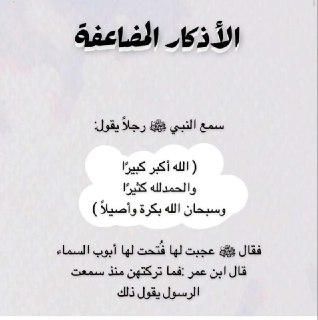 الأذكار المضاعفة
سمع النبي ﷺ رجلاً يقول:
( الله أكبر كبيرًا
والحمدلله كثيرًا
وسبحان الله بكرة وأصيلاً )
فقال ﷺ عجبت لها فُتحت لها أبوب السماء
قال ابن عمر :فما تركتهن منذ سمعت
الرسول يقول ذلك